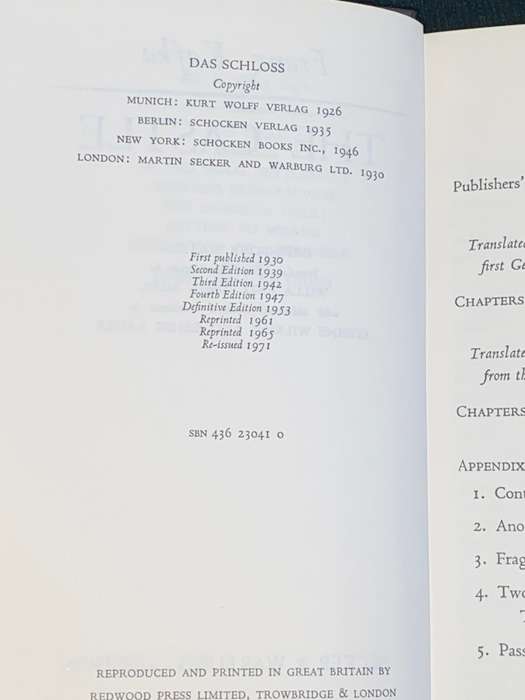 DAS SCHLOSS
Copyright
MUNICH: KURT WOLFF VERLAG 1926
BERLIN: SCHOCKEN VERLAG 1935
NEW YORK: SCHOCKEN BOOKS INC., 1946
LONDON: MARTIN SECKER AND WARBURG LTD. 1930
First published 1930
Second Edition 1939
Third Edition 1942
Fourth Edition 1947
Definitive Edition 1953
Reprinted 1961
Reprinted 1965
Re-issued 1971
SBN 436 23041 0
REPRODUCED AND PRINTED IN GREAT BRITAIN BY
REDWOOD PRESS LIMITED, TROWBRIDGE & LONDON
Publishers'
Translated
first Ge
CHAPTERS
Translate
from th
CHAPTERS
APPENDIX
1. Cont
2. Ano
3. Frag
4. Two
5. Pass